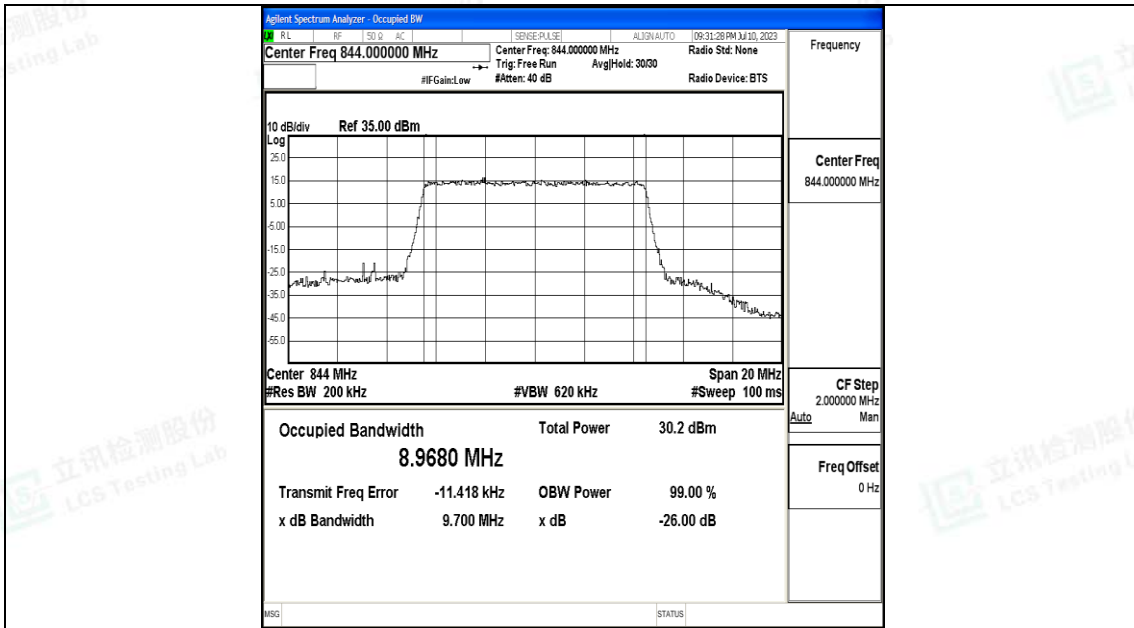 Agilent Spectrum Analyzer - Occupied BW
RL RF 50 Ω AC SENSE:PULSE ALIGN AUTO 09:31:28 PM Jul 10, 2023
Center Freq 844.000000 MHz
Center Freq: 844.000000 MHz
Radio Std: None
Trig: Free Run Avg|Hold: 30/30
#IFGain:Low
#Atten: 40 dB
Radio Device: BTS
10 dB/div Ref 35.00 dBm
Log
25.0
15.0
5.00
-5.00
-15.0
-25.0
-35.0
-45.0
-55.0
Center 844 MHz Span 20 MHz
#Res BW 200 kHz #VBW 620 kHz #Sweep 100 ms
Occupied Bandwidth Total Power 30.2 dBm
8.9680 MHz
Transmit Freq Error -11.418 kHz OBW Power 99.00 %
x dB Bandwidth 9.700 MHz x dB -26.00 dB
MSG STATUS
Frequency
Center Freq
844.000000 MHz
CF Step
2.000000 MHz
Auto Man
Freq Offset
0 Hz
立讯检测股份
LCS Testing Lab
立讯检测股份
LCS Testing